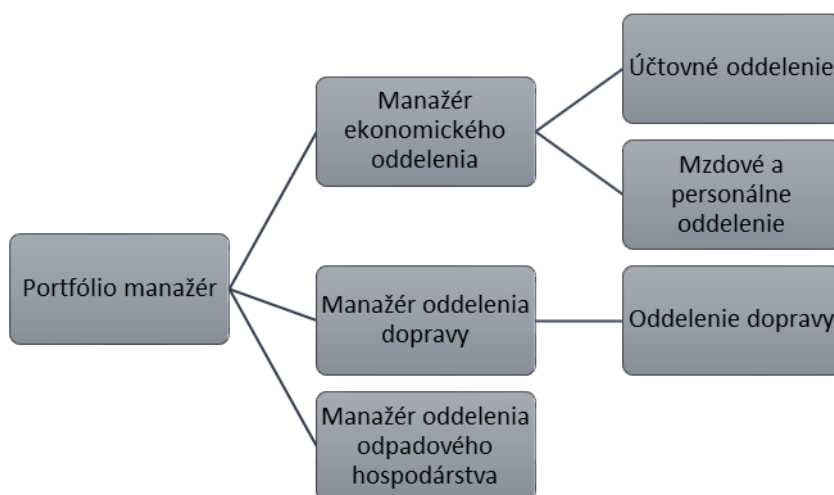 Portfólio manažér
Manažér
ekonomického
oddelenia
Účtovné oddelenie
Mzdové a
personálne
oddelenie
Manažér oddelenia
dopravy
Oddelenie dopravy
Manažér oddelenia
odpadového
hospodárstva